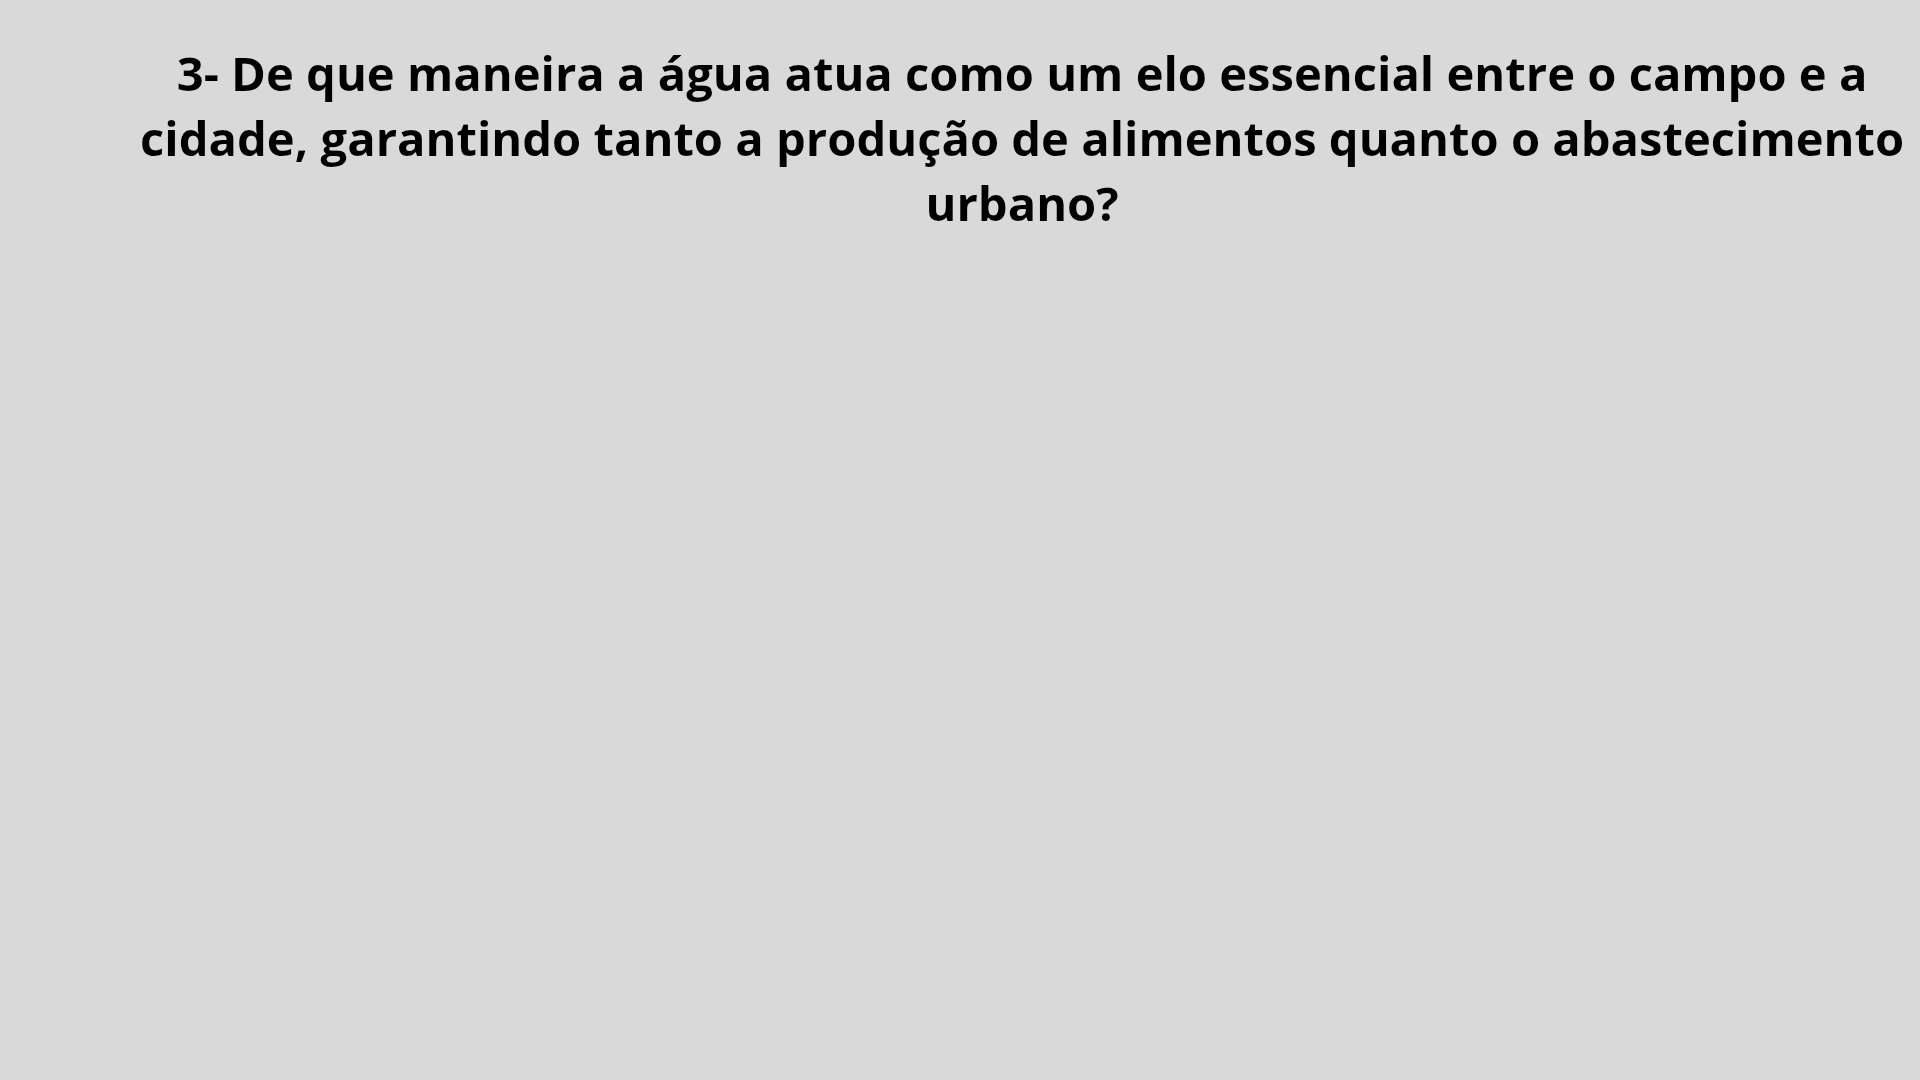 3- De que maneira a água atua como um elo essencial entre o campo e a
cidade, garantindo tanto a produção de alimentos quanto o abastecimento
urbano?